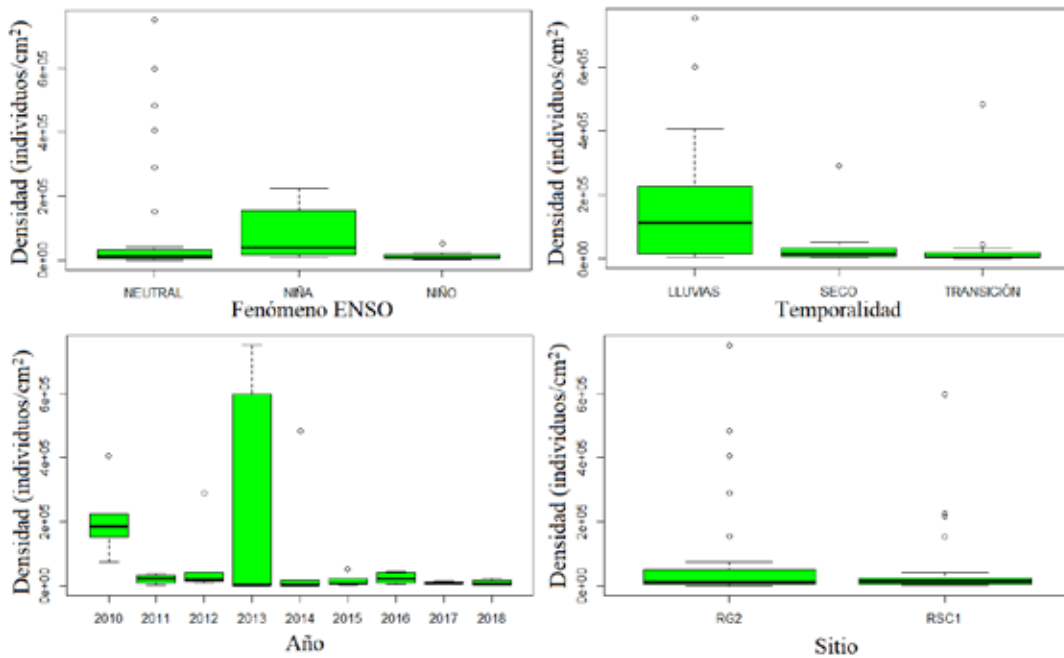 Densidad (individuos/cm²)
0e+00 2e+05 4e+05 6e+05
NEUTRAL NIÑA NIÑO
Fenómeno ENSO
Densidad (individuos/cm²)
0e+00 2e+05 4e+05 6e+05
LLUVIAS SECO TRANSICIÓN
Temporalidad
Densidad (individuos/cm²)
0e+00 2e+05 4e+05 6e+05
2010 2011 2012 2013 2014 2015 2016 2017 2018
Año
Densidad (individuos/cm²)
0e+00 2e+05 4e+05 6e+05
RG2 RSC1
Sitio